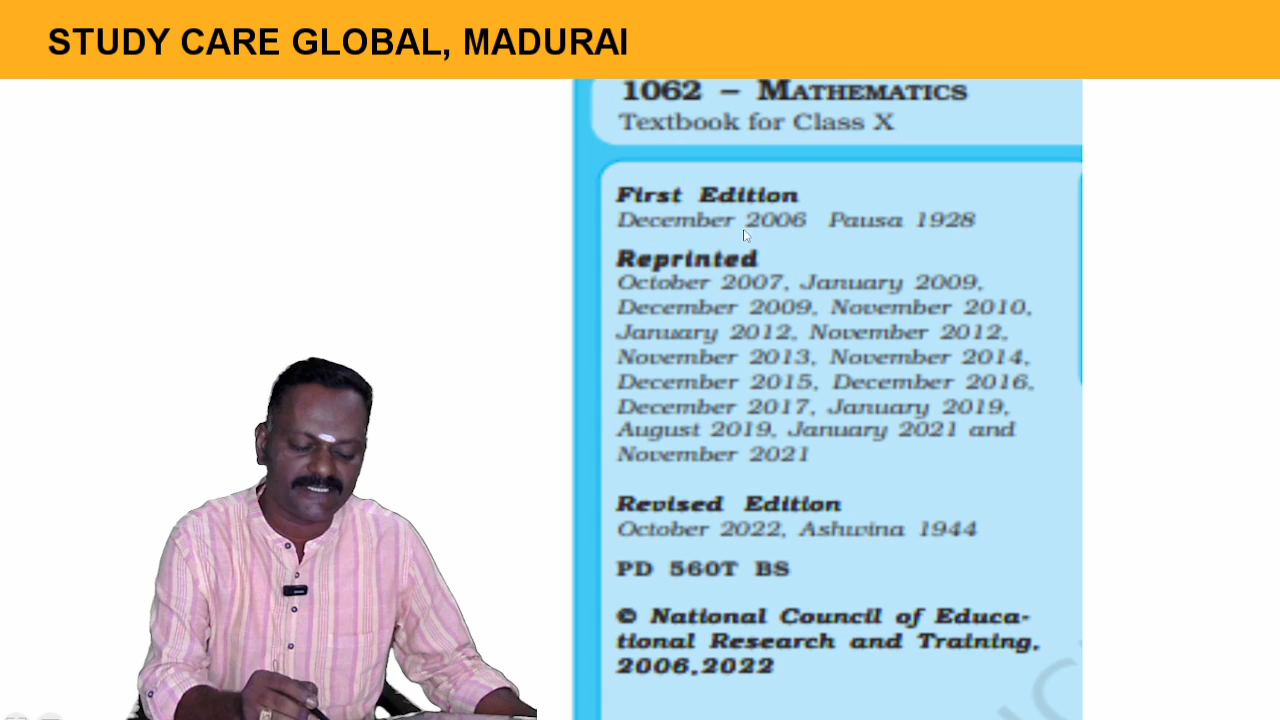 STUDY CARE GLOBAL, MADURAI
1062 – MATHEMATICS
Textbook for Class X
First Edition
December 2006 Pausa 1928
Reprinted
October 2007, January 2009,
December 2009, November 2010,
January 2012, November 2012,
November 2013, November 2014,
December 2015, December 2016,
December 2017, January 2019,
August 2019, January 2021 and
November 2021
Revised Edition
October 2022, Ashwina 1944
PD 560T BS
© National Council of Educa-
tional Research and Training,
2006,2022